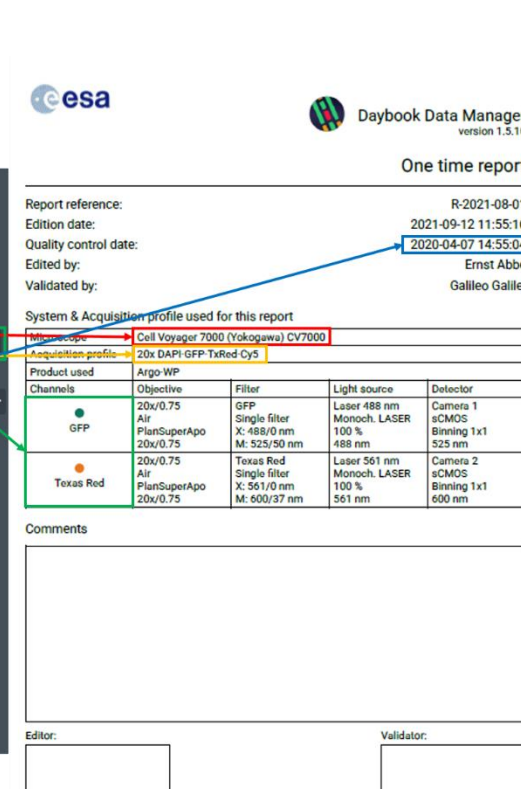 esa
Daybook Data Manage
version 1.5.1
One time report
Report reference: R-2021-08-01
Edition date: 2021-09-12 11:55:1
Quality control date: 2020-04-07 14:55:04
Edited by: Ernst Abbe
Validated by: Galileo Galile
System & Acquisition profile used for this report
Microscope Cell Voyager 7000 (Yokogawa) CV7000
Acquisition profile 20x DAPI-GFP-TxRed-Cy5
Product used Argo-WP
Channels Objective Filter Light source Detector
GFP
20x/0.75
Air
PlanSuperApo
20x/0.75
GFP
Single filter
X: 488/0 nm
M: 525/50 nm
Laser 488 nm
Monoch. LASER
100 %
488 nm
Camera 1
sCMOS
Binning 1x1
525 nm
Texas Red
20x/0.75
Air
PlanSuperApo
20x/0.75
Texas Red
Single filter
X: 561/0 nm
M: 600/37 nm
Laser 561 nm
Monoch. LASER
100 %
561 nm
Camera 2
sCMOS
Binning 1x1
600 nm
Comments
Editor: Validator: